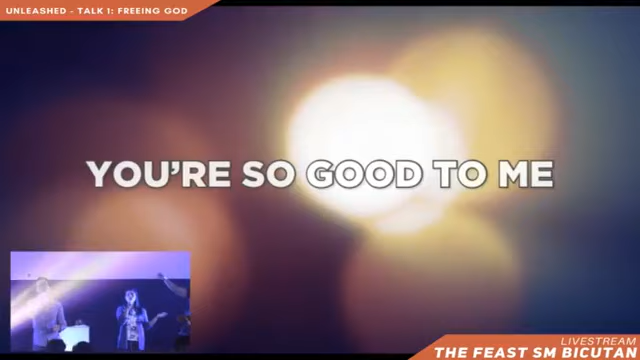 UNLEASHED - TALK 1: FREEING GOD
YOU'RE SO GOOD TO ME
LIVESTREAM
THE FEAST SM BICUTAN